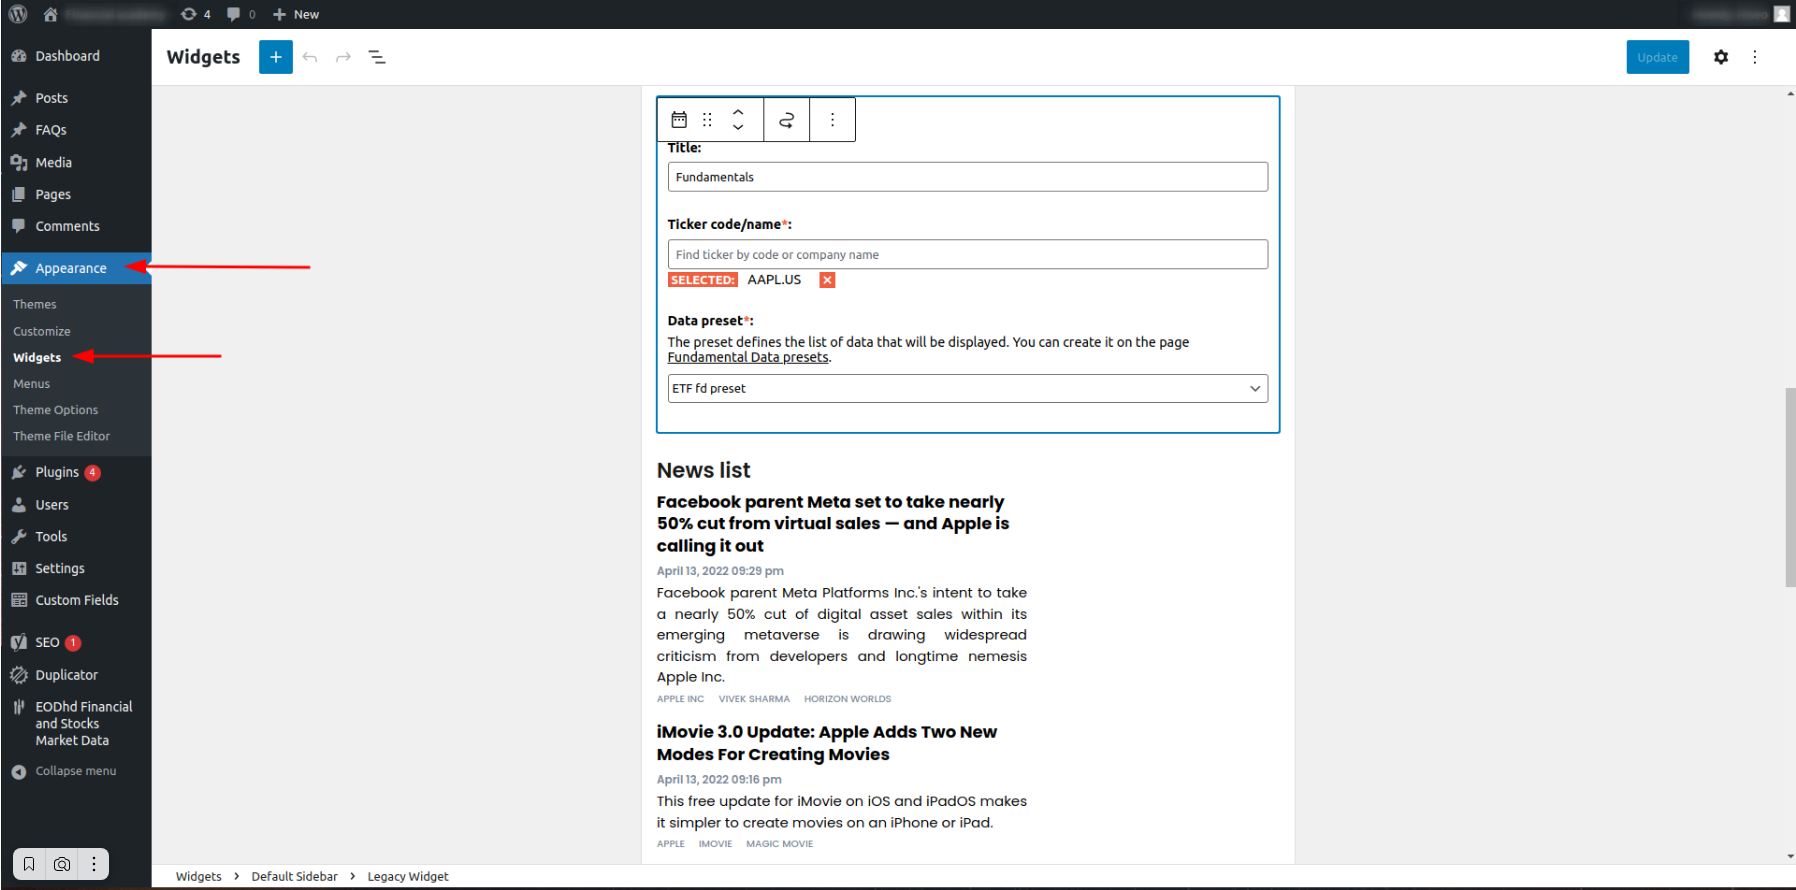 4
0
New
Dashboard
Posts
FAQs
Media
Pages
Comments
Appearance
Themes
Customize
Widgets
Menus
Theme Options
Theme File Editor
Plugins 4
Users
Tools
Settings
Custom Fields
SEO 1
Duplicator
EODhd Financial
and Stocks
Market Data
Collapse menu
Widgets
Update
Title:
Fundamentals
Ticker code/name*:
Find ticker by code or company name
SELECTED: AAPL.US
Data preset*:
The preset defines the list of data that will be displayed. You can create it on the page
Fundamental Data presets.
ETF fd preset
News list
Facebook parent Meta set to take nearly
50% cut from virtual sales — and Apple is
calling it out
April 13, 2022 09:29 pm
Facebook parent Meta Platforms Inc.'s intent to take
a nearly 50% cut of digital asset sales within its
emerging metaverse is drawing widespread
criticism from developers and longtime nemesis
Apple Inc.
APPLE INC VIVEK SHARMA HORIZON WORLDS
iMovie 3.0 Update: Apple Adds Two New
Modes For Creating Movies
April 13, 2022 09:16 pm
This free update for iMovie on iOS and iPadOS makes
it simpler to create movies on an iPhone or iPad.
APPLE IMOVIE MAGIC MOVIE
Widgets > Default Sidebar > Legacy Widget